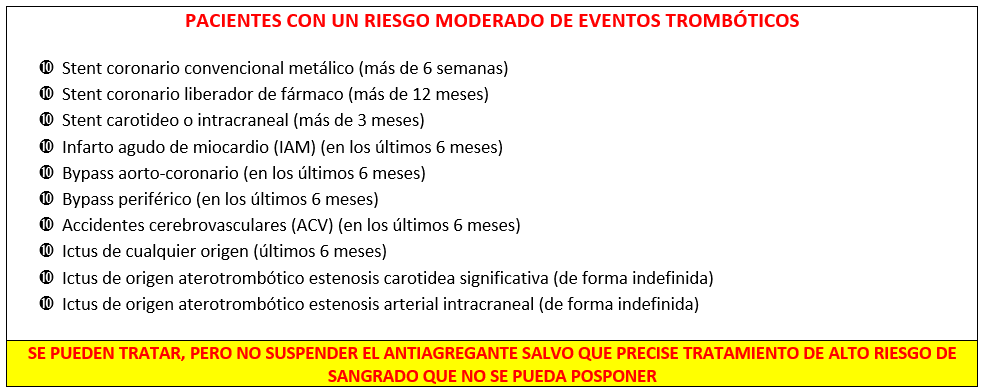 PACIENTES CON UN RIESGO MODERADO DE EVENTOS TROMBÓTICOS
❿ Stent coronario convencional metálico (más de 6 semanas)
❿ Stent coronario liberador de fármaco (más de 12 meses)
❿ Stent carotideo o intracraneal (más de 3 meses)
❿ Infarto agudo de miocardio (IAM) (en los últimos 6 meses)
❿ Bypass aorto-coronario (en los últimos 6 meses)
❿ Bypass periférico (en los últimos 6 meses)
❿ Accidentes cerebrovasculares (ACV) (en los últimos 6 meses)
❿ Ictus de cualquier origen (últimos 6 meses)
❿ Ictus de origen aterotrombótico estenosis carotidea significativa (de forma indefinida)
❿ Ictus de origen aterotrombótico estenosis arterial intracraneal (de forma indefinida)
SE PUEDEN TRATAR, PERO NO SUSPENDER EL ANTIAGREGANTE SALVO QUE PRECISE TRATAMIENTO DE ALTO RIESGO DE
SANGRADO QUE NO SE PUEDA POSPONER